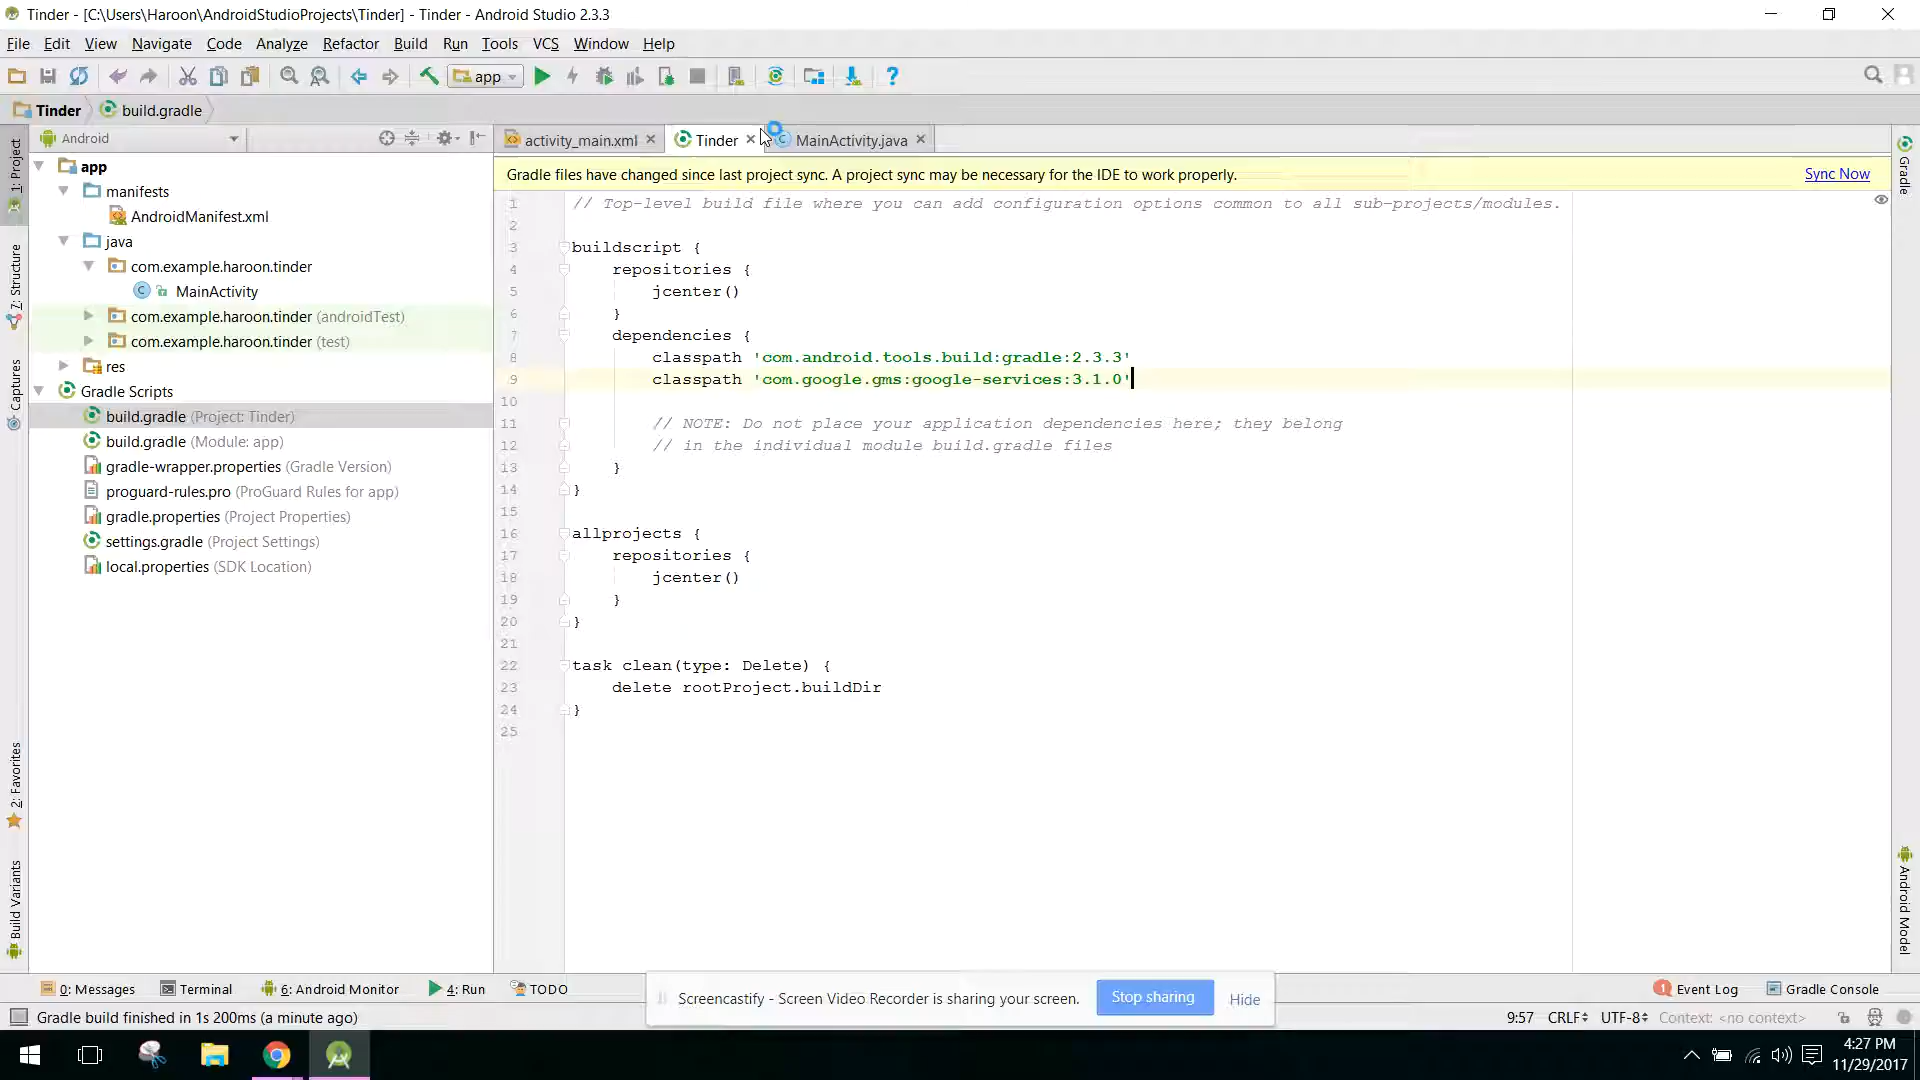 Tinder - [C:\Users\Haroon\AndroidStudioProjects\Tinder] - Tinder - Android Studio 2.3.3
File Edit View Navigate Code Analyze Refactor Build Run Tools VCS Window Help
app
Tinder build.gradle
Android
activity_main.xml Tinder MainActivity.java
Gradle files have changed since last project sync. A project sync may be necessary for the IDE to work properly. Sync Now
1: Project
7: Structure
Captures
2: Favorites
Build Variants
app
manifests
AndroidManifest.xml
java
com.example.haroon.tinder
MainActivity
com.example.haroon.tinder (androidTest)
com.example.haroon.tinder (test)
res
Gradle Scripts
build.gradle (Project: Tinder)
build.gradle (Module: app)
gradle-wrapper.properties (Gradle Version)
proguard-rules.pro (ProGuard Rules for app)
gradle.properties (Project Properties)
settings.gradle (Project Settings)
local.properties (SDK Location)
1 // Top-level build file where you can add configuration options common to all sub-projects/modules.
2
3 buildscript {
4 repositories {
5 jcenter()
6 }
7 dependencies {
8 classpath 'com.android.tools.build:gradle:2.3.3'
9 classpath 'com.google.gms:google-services:3.1.0'
10
11 // NOTE: Do not place your application dependencies here; they belong
12 // in the individual module build.gradle files
13 }
14 }
15
16 allprojects {
17 repositories {
18 jcenter()
19 }
20 }
21
22 task clean(type: Delete) {
23 delete rootProject.buildDir
24 }
25
Gradle
Android Model
0: Messages Terminal 6: Android Monitor 4: Run TODO
Screencastify - Screen Video Recorder is sharing your screen. Stop sharing Hide
Event Log Gradle Console
Gradle build finished in 1s 200ms (a minute ago)
9:57 CRLF UTF-8 Context: <no context>
4:27 PM
11/29/2017